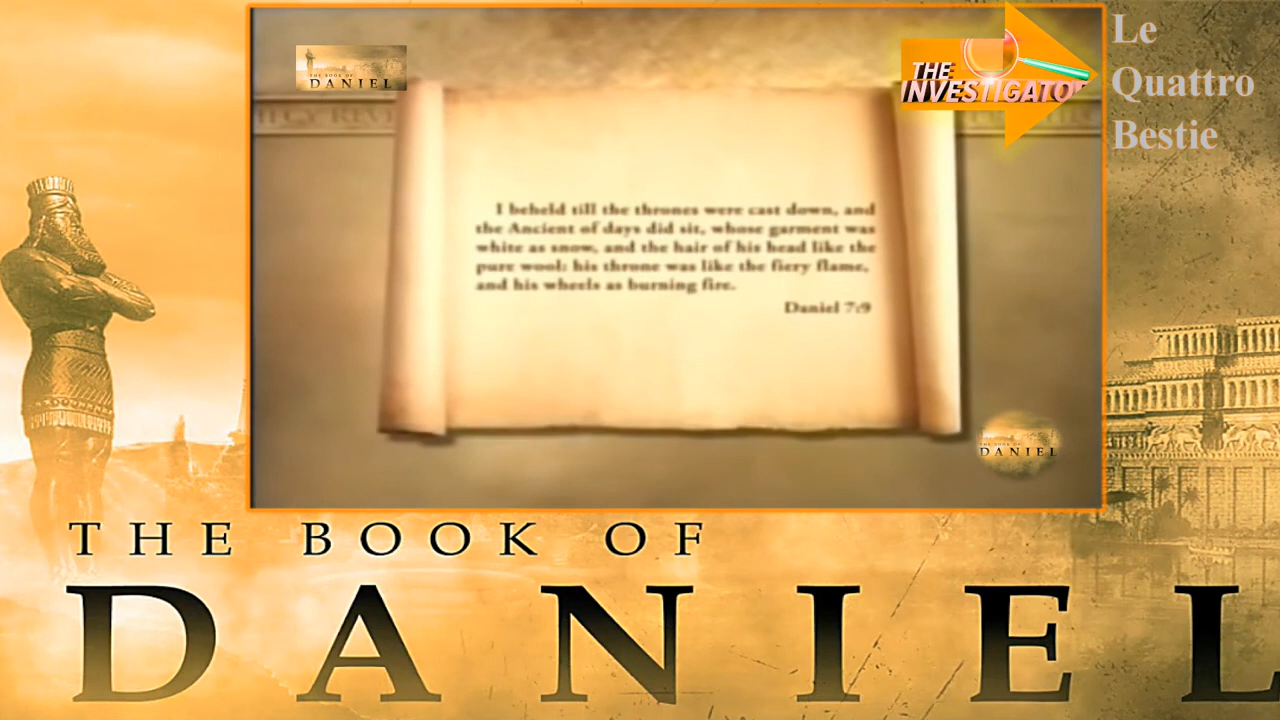 THE BOOK OF
DANIEL
THE
INVESTIGATOR
Le
Quattro
Bestie
I beheld till the thrones were cast down, and
the Ancient of days did sit, whose garment was
white as snow, and the hair of his head like the
pure wool: his throne was like the fiery flame,
and his wheels as burning fire.
Daniel 7:9
THE BOOK OF
DANIEL
THE BOOK OF
DANIEL